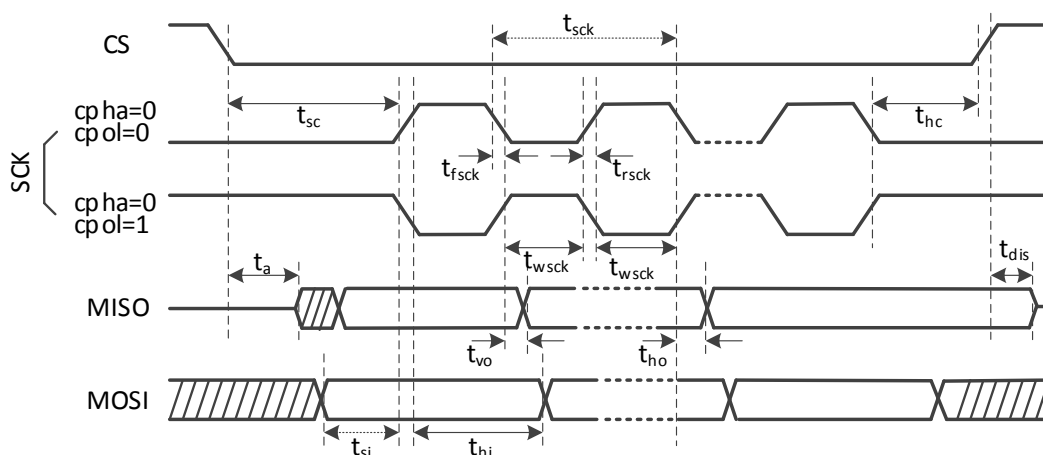 CS
t_sck
cpha=0
cpol=0
t_sc
t_hc
SCK
t_fsck
t_rsck
cpha=0
cpol=1
t_a
t_wsck
t_wsck
t_dis
MISO
t_vo
t_ho
MOSI
t_si
t_hi